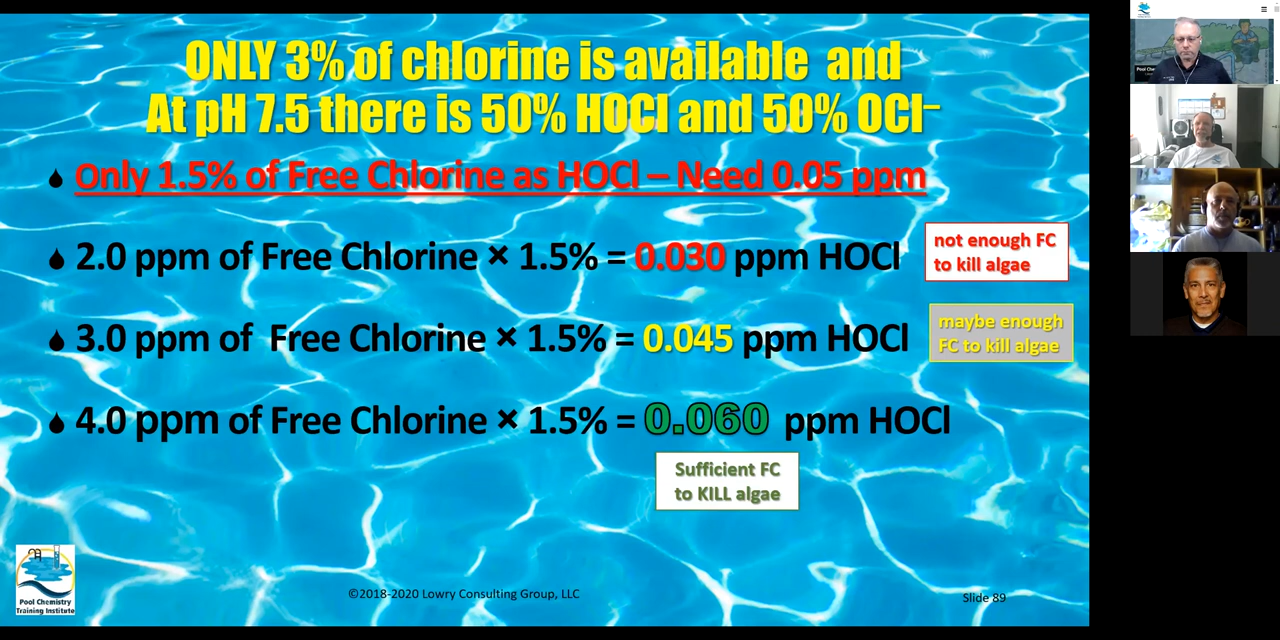 ONLY 3% of chlorine is available and
At pH 7.5 there is 50% HOCl and 50% OCl⁻
Only 1.5% of Free Chlorine as HOCl – Need 0.05 ppm
2.0 ppm of Free Chlorine × 1.5% = 0.030 ppm HOCl
not enough FC
to kill algae
3.0 ppm of Free Chlorine × 1.5% = 0.045 ppm HOCl
maybe enough
FC to kill algae
4.0 ppm of Free Chlorine × 1.5% = 0.060 ppm HOCl
Sufficient FC
to KILL algae
Pool Chemistry
Training Institute
©2018-2020 Lowry Consulting Group, LLC
Slide 89